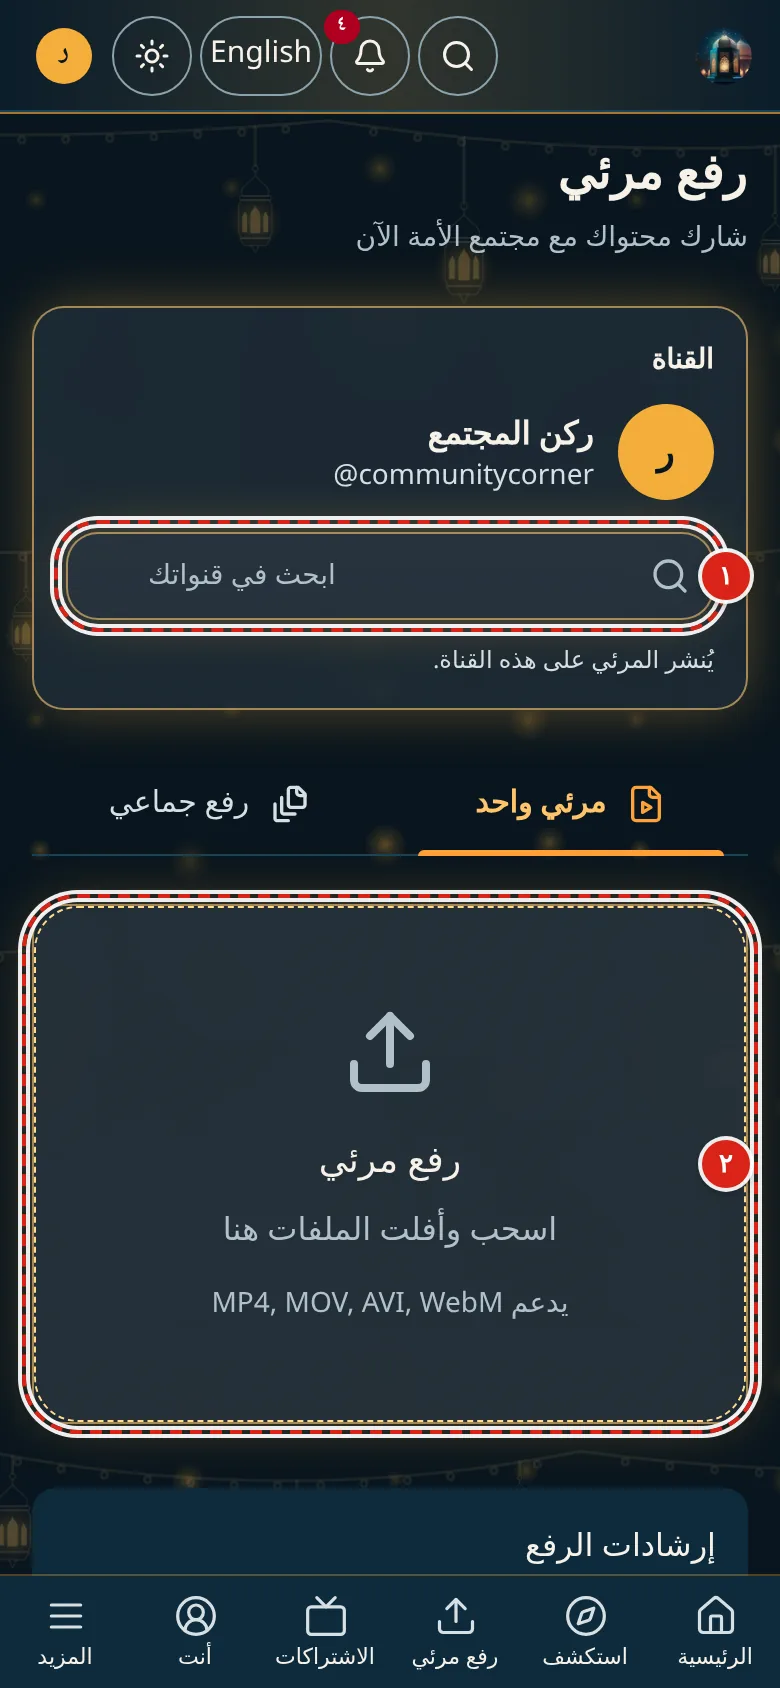 ر
English
٤
رفع مرئي
شارك محتواك مع مجتمع الأمة الآن
القناة
ر
ركن المجتمع
@communitycorner
ابحث في قنواتك
١
يُنشر المرئي على هذه القناة.
مرئي واحد
رفع جماعي
رفع مرئي
٢
اسحب وأفلت الملفات هنا
يدعم MP4, MOV, AVI, WebM
إرشادات الرفع
الرئيسية
استكشف
رفع مرئي
الاشتراكات
أنت
المزيد